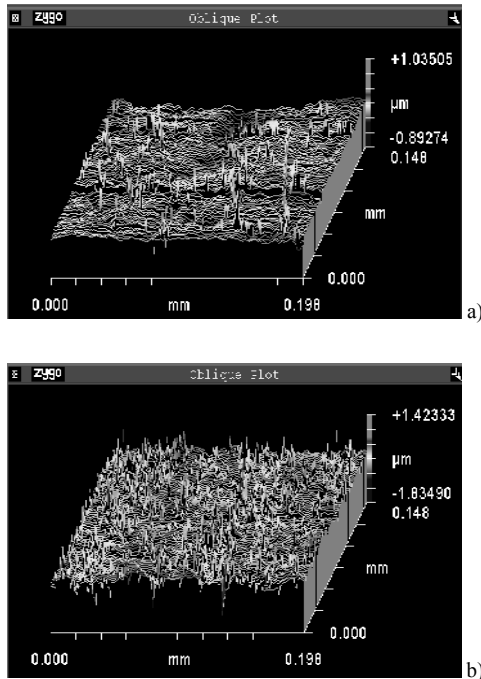 zygo Oblique Plot
+1.03505
µm
-0.89274
0.148
mm
0.000
0.000 mm 0.198
a)
zygo Oblique Plot
+1.42333
µm
-1.83490
0.148
mm
0.000
0.000 mm 0.198
b)